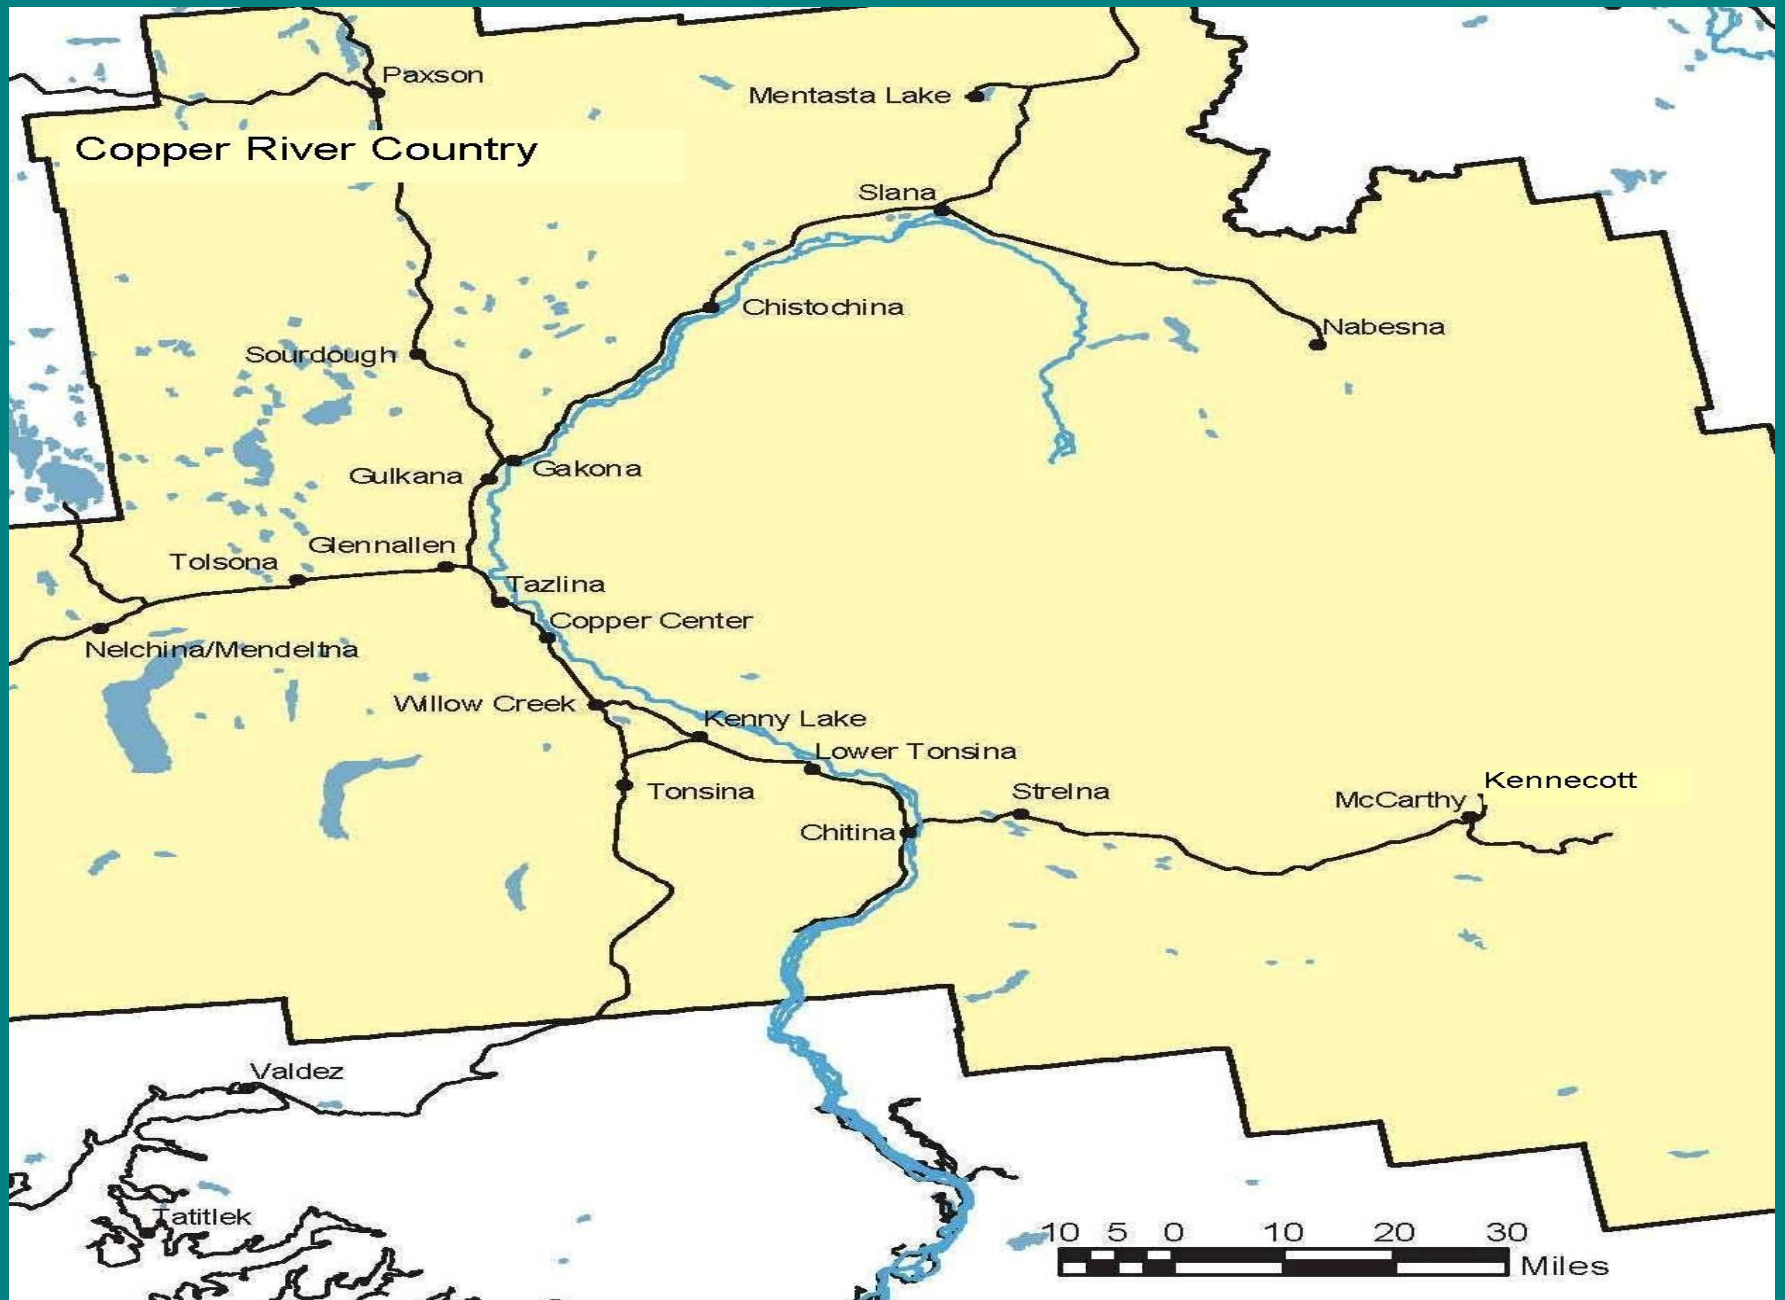 Paxson
Mentasta Lake
Copper River Country
Slana
Chistochina
Nabesna
Sourdough
Gakona
Gulkana
Glennallen
Tolsona
Tazlina
Copper Center
Nelchina/Mendeltna
Willow Creek
Kenny Lake
Lower Tonsina
Tonsina
Strelna
Kennecott
McCarthy
Chitina
Valdez
Tatitlek
10 5 0 10 20 30
Miles